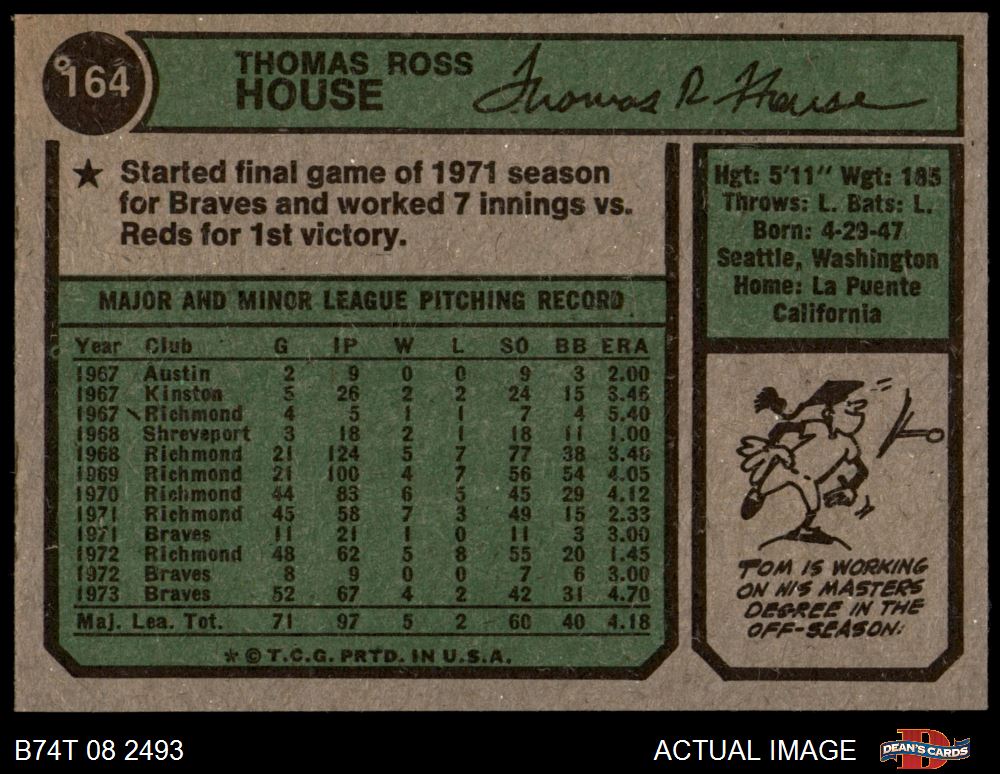 164
THOMAS ROSS
HOUSE
Thomas R House
★ Started final game of 1971 season
for Braves and worked 7 innings vs.
Reds for 1st victory.
Hgt: 5'11" Wgt: 185
Throws: L. Bats: L.
Born: 4-29-47
Seattle, Washington
Home: La Puente
California
MAJOR AND MINOR LEAGUE PITCHING RECORD
Year Club G IP W L SO BB ERA
1967 Austin 2 9 0 0 9 3 2.00
1967 Kinston 5 26 2 2 24 15 3.46
1967 Richmond 4 5 1 1 7 4 5.40
1968 Shreveport 3 18 2 1 18 11 1.00
1968 Richmond 21 124 5 7 77 38 3.48
1969 Richmond 21 100 4 7 56 54 4.05
1970 Richmond 44 83 6 5 45 29 4.12
1971 Richmond 45 58 7 3 49 15 2.33
1971 Braves 11 21 1 0 11 3 3.00
1972 Richmond 48 62 5 8 55 20 1.45
1972 Braves 8 9 0 0 7 6 3.00
1973 Braves 52 67 4 2 42 31 4.70
Maj. Lea. Tot. 71 97 5 2 60 40 4.18
* © T.C.G. PRTD. IN U.S.A.
TOM IS WORKING
ON HIS MASTERS
DEGREE IN THE
OFF-SEASON.
B74T 08 2493
ACTUAL IMAGE
DEAN'S CARDS